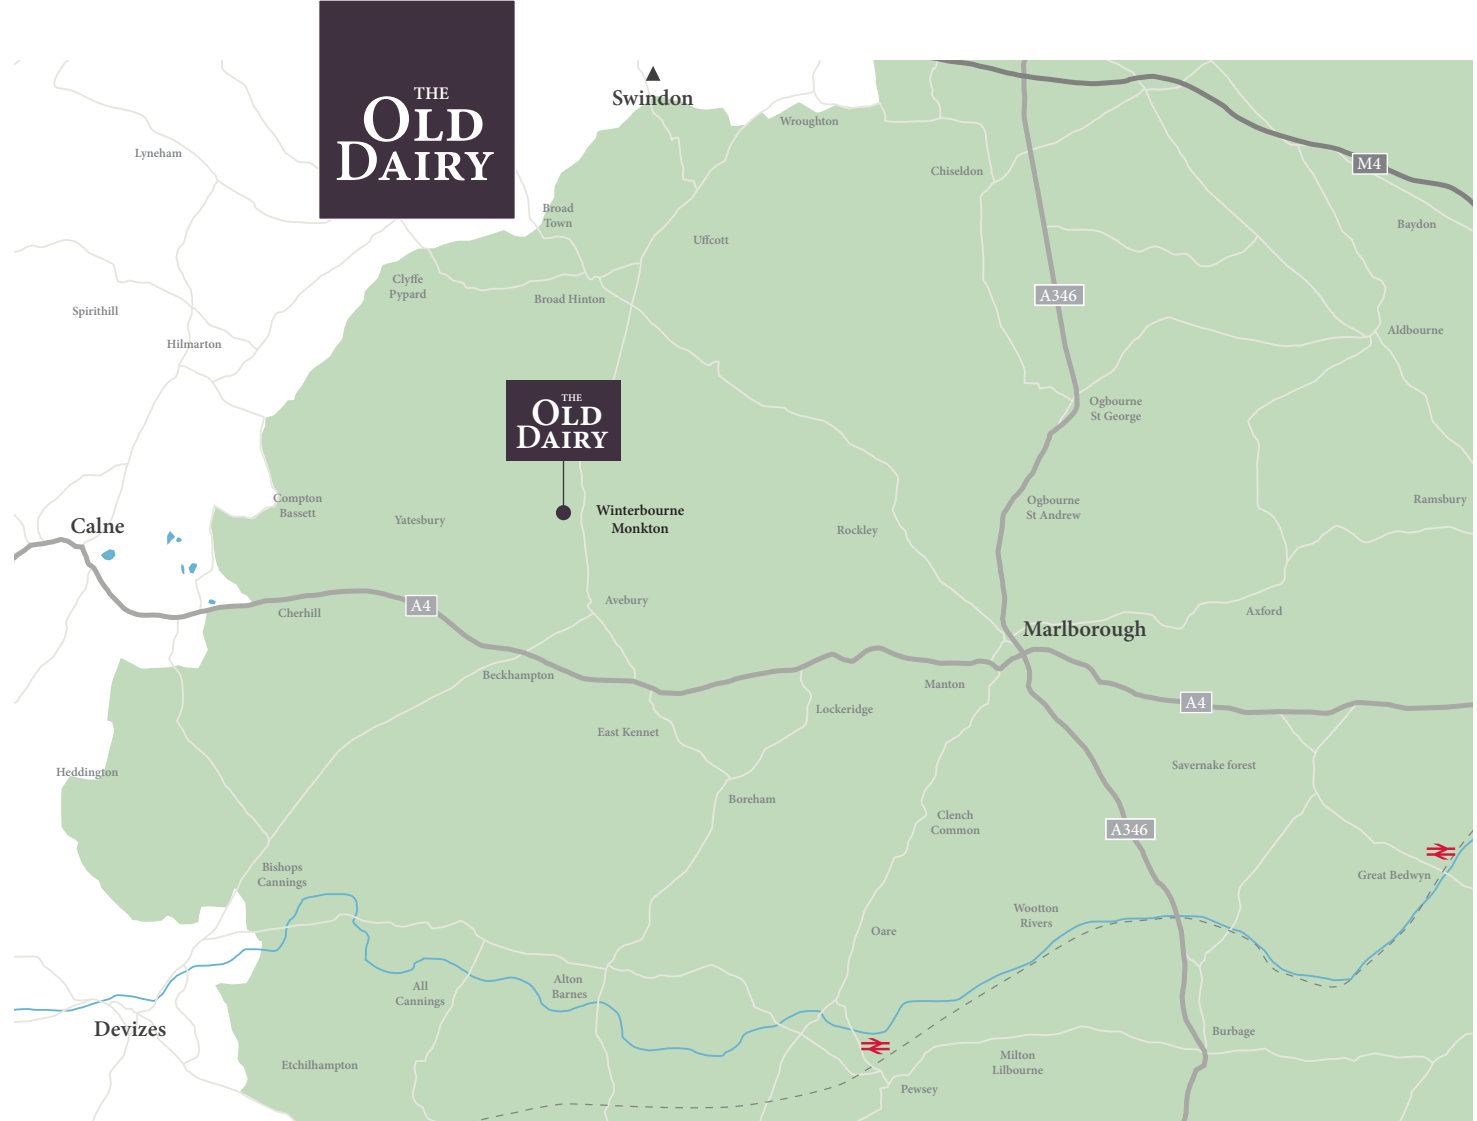 THE
OLD
DAIRY
Swindon
Wroughton
Lyneham
M4
Chiseldon
Broad
Town
Baydon
Uffcott
Clyffe
Pypard
Broad Hinton
A346
Spirithill
Aldbourne
Hilmarton
THE
OLD
DAIRY
Ogbourne
St George
Compton
Bassett
Ramsbury
Ogbourne
St Andrew
Winterbourne
Monkton
Yatesbury
Calne
Rockley
Avebury
A4
Cherhill
Axford
Marlborough
Beckhampton
Manton
A4
Lockeridge
East Kennet
Savernake forest
Heddington
Boreham
Clench
Common
A346
Bishops
Cannings
Great Bedwyn
Wootton
Rivers
Oare
All
Cannings
Alton
Barnes
Devizes
Burbage
Etchilhampton
Milton
Lilbourne
Pewsey